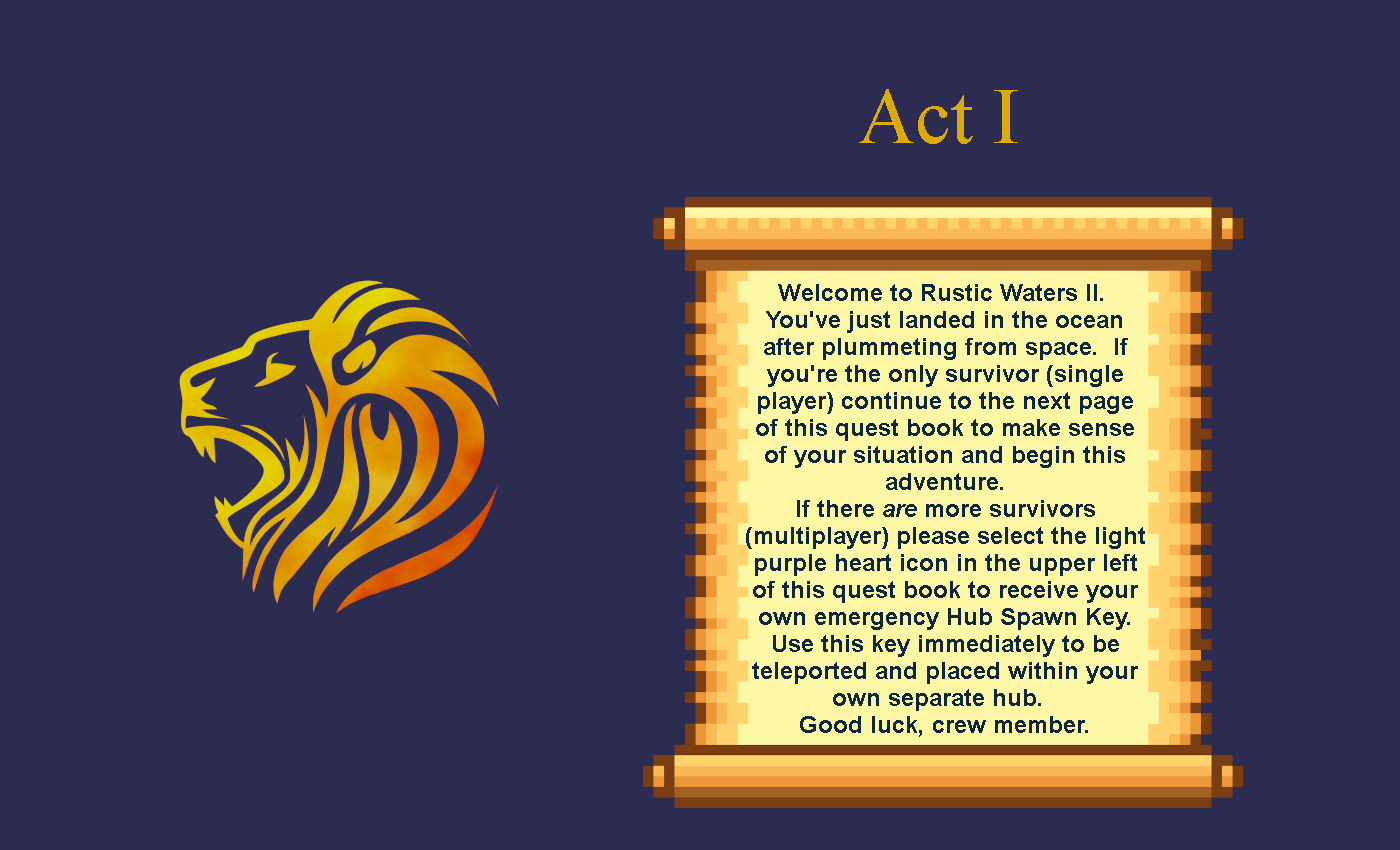 Act I
Welcome to Rustic Waters II.
You've just landed in the ocean
after plummeting from space.  If
you're the only survivor (single
player) continue to the next page
of this quest book to make sense
of your situation and begin this
adventure.
If there are more survivors
(multiplayer) please select the light
purple heart icon in the upper left
of this quest book to receive your
own emergency Hub Spawn Key.
Use this key immediately to be
teleported and placed within your
own separate hub.
Good luck, crew member.